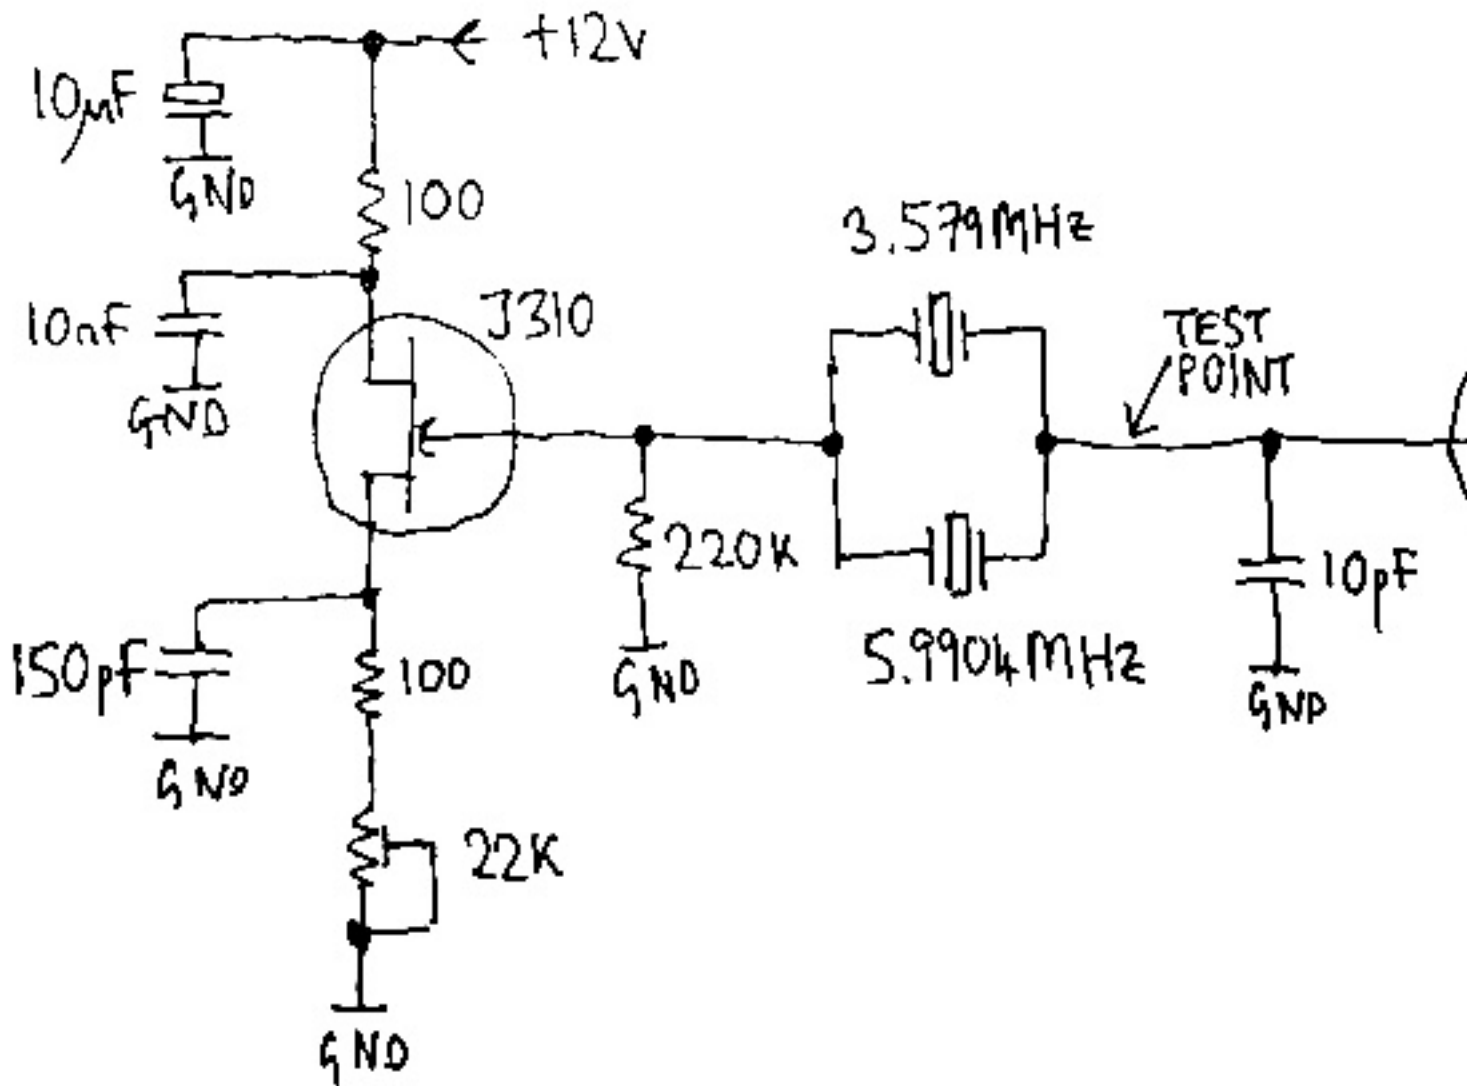 +12v
10µF
GND
100
3.579MHz
J310
10nF
GND
TEST
POINT
220K
10pF
150pF
100
GND
5.9904MHz
GND
GND
22K
GND